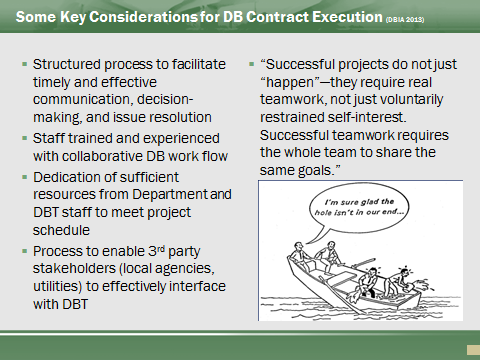 Some Key Considerations for DB Contract Execution (DBIA 2013)
▪ Structured process to facilitate
timely and effective
communication, decision-
making, and issue resolution
▪ Staff trained and experienced
with collaborative DB work flow
▪ Dedication of sufficient
resources from Department and
DBT staff to meet project
schedule
▪ Process to enable 3rd party
stakeholders (local agencies,
utilities) to effectively interface
with DBT
▪ “Successful projects do not just
“happen”—they require real
teamwork, not just voluntarily
restrained self-interest.
Successful teamwork requires
the whole team to share the
same goals.”
I'm sure glad the
hole isn't in our end...